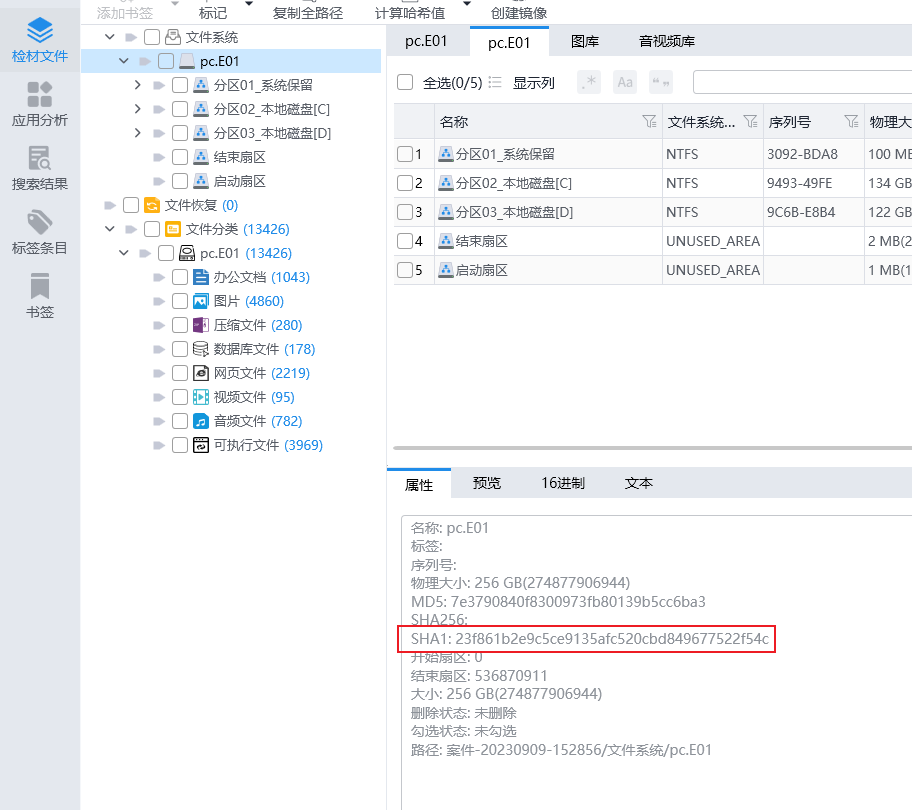 添加书签 标记 复制全路径 计算哈希值 创建镜像
检材文件
应用分析
搜索结果
标签条目
书签
文件系统
pc.E01
分区01_系统保留
分区02_本地磁盘[C]
分区03_本地磁盘[D]
结束扇区
启动扇区
文件恢复 (0)
文件分类 (13426)
pc.E01 (13426)
办公文档 (1043)
图片 (4860)
压缩文件 (280)
数据库文件 (178)
网页文件 (2219)
视频文件 (95)
音频文件 (782)
可执行文件 (3969)
pc.E01 pc.E01 图库 音视频库
全选(0/5) 显示列 .* Aa
名称 文件系统... 序列号 物理大
1 分区01_系统保留 NTFS 3092-BDA8 100 ME
2 分区02_本地磁盘[C] NTFS 9493-49FE 134 GB
3 分区03_本地磁盘[D] NTFS 9C6B-E8B4 122 GB
4 结束扇区 UNUSED_AREA 2 MB(2
5 启动扇区 UNUSED_AREA 1 MB(1
属性 预览 16进制 文本
名称: pc.E01
标签:
序列号:
物理大小: 256 GB(274877906944)
MD5: 7e3790840f8300973fb80139b5cc6ba3
SHA256:
SHA1: 23f861b2e9c5ce9135afc520cbd849677522f54c
开始扇区: 0
结束扇区: 536870911
大小: 256 GB(274877906944)
删除状态: 未删除
勾选状态: 未勾选
路径: 案件-20230909-152856/文件系统/pc.E01